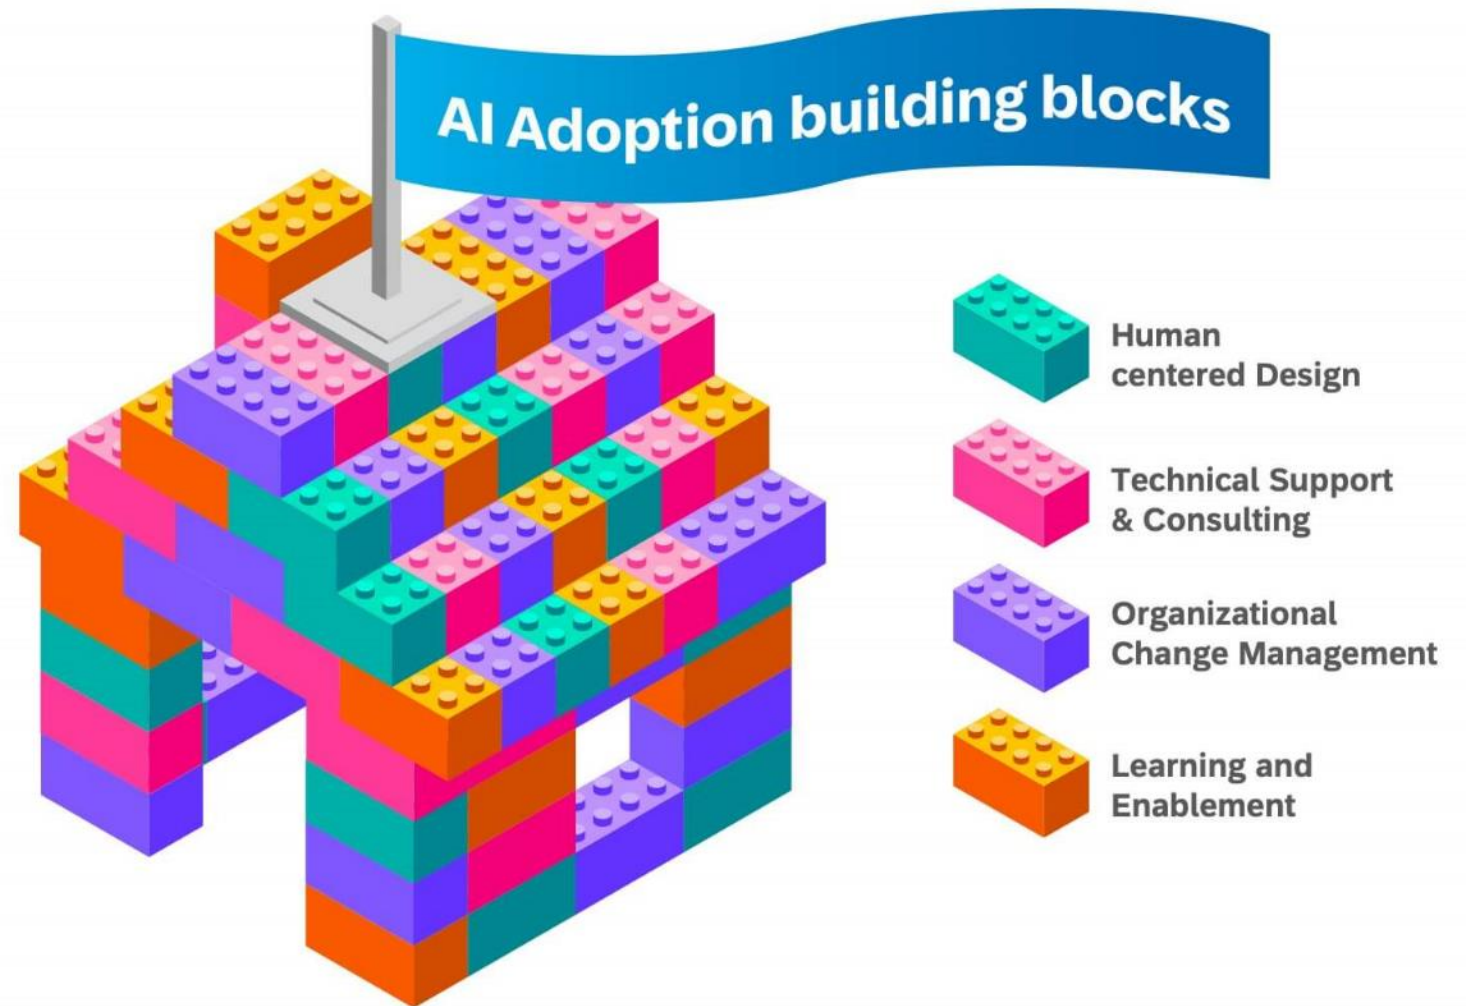 AI Adoption building blocks
Human
centered Design
Technical Support
& Consulting
Organizational
Change Management
Learning and
Enablement